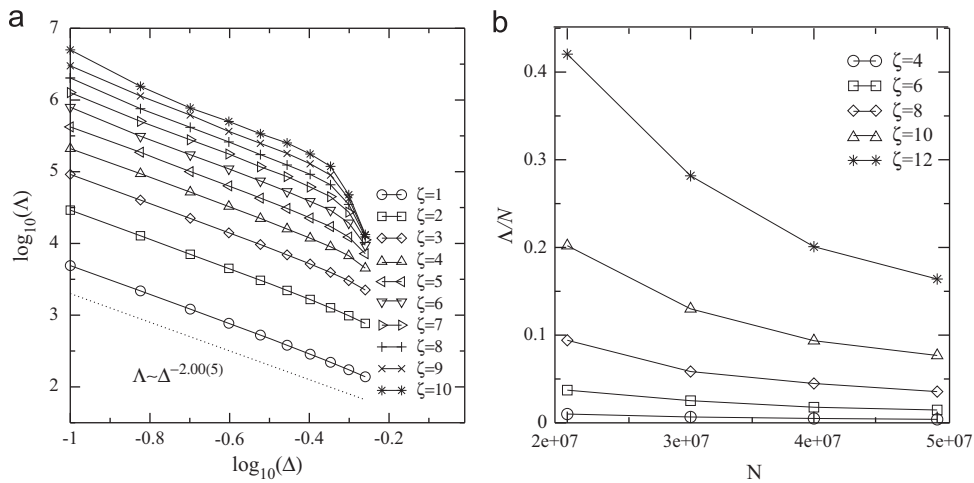 a
7
6
5
4
3
2
log₁₀(Λ)
-1
-0.8
-0.6
-0.4
-0.2
log₁₀(Δ)
Λ~Δ^-2.00(5)
ζ=1
ζ=2
ζ=3
ζ=4
ζ=5
ζ=6
ζ=7
ζ=8
ζ=9
ζ=10
b
0.4
0.3
0.2
0.1
0
Λ/N
2e+07
3e+07
4e+07
5e+07
N
ζ=4
ζ=6
ζ=8
ζ=10
ζ=12